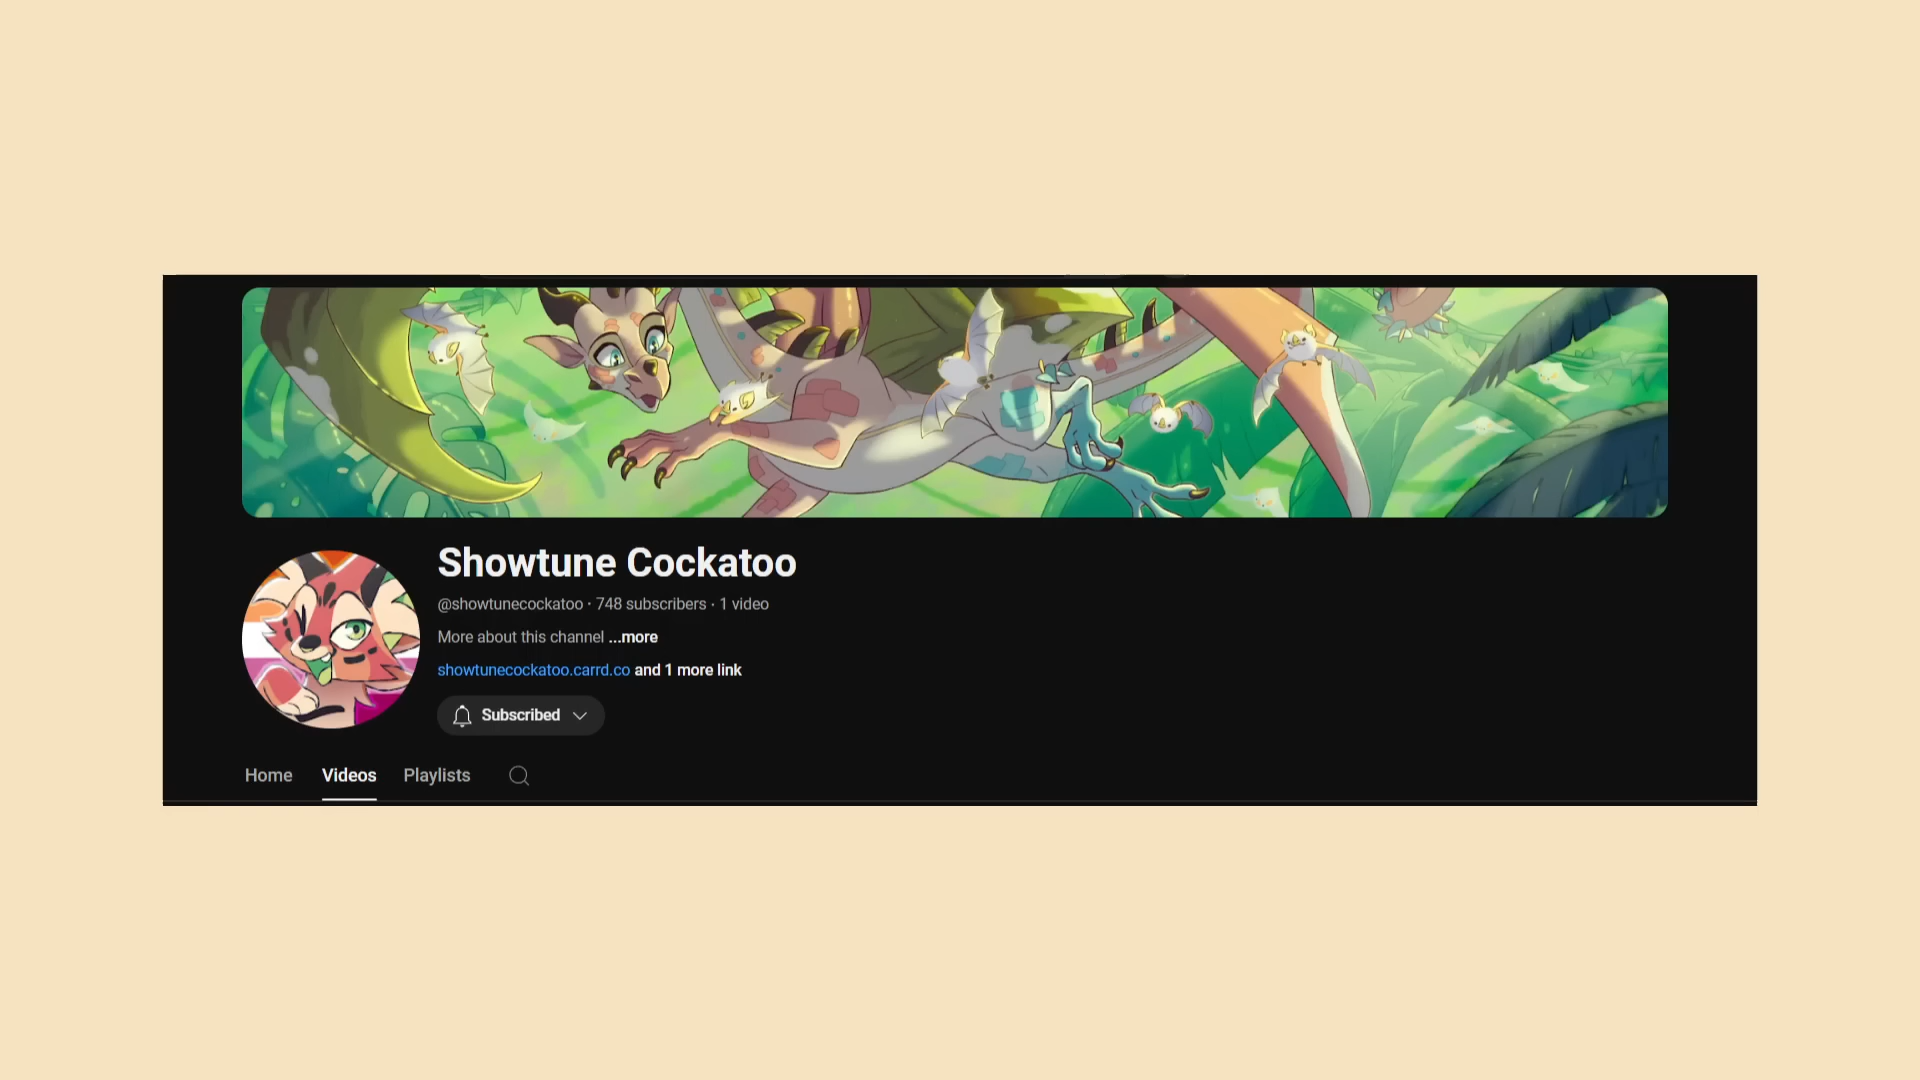 Showtune Cockatoo
@showtunecockatoo · 748 subscribers · 1 video
More about this channel ...more
showtunecockatoo.carrd.co and 1 more link
Subscribed
Home Videos Playlists